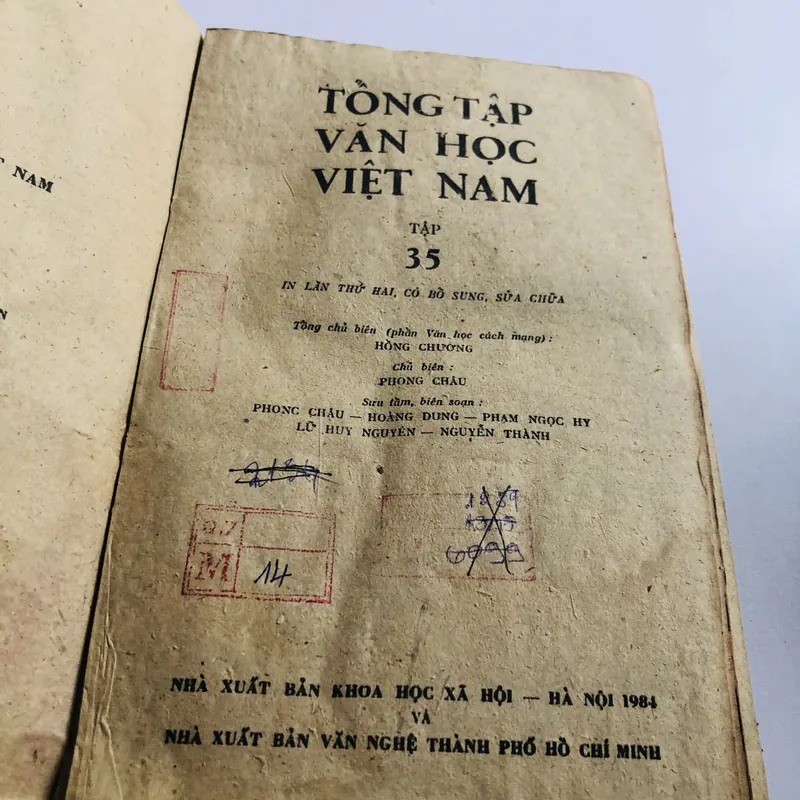 T NAM
N
TỔNG TẬP
VĂN HỌC
VIỆT NAM
TẬP
35
IN LẦN THỨ HAI, CÓ BỔ SUNG, SỬA CHỮA
Tổng chủ biên (phần Văn học cách mạng):
HỒNG CHƯƠNG
Chủ biên:
PHONG CHÂU
Sưu tầm, biên soạn:
PHONG CHÂU — HOÀNG DUNG — PHẠM NGỌC HY
LỮ HUY NGUYÊN — NGUYỄN THÀNH
M
14
NHÀ XUẤT BẢN KHOA HỌC XÃ HỘI — HÀ NỘI 1984
VÀ
NHÀ XUẤT BẢN VĂN NGHỆ THÀNH PHỐ HỒ CHÍ MINH